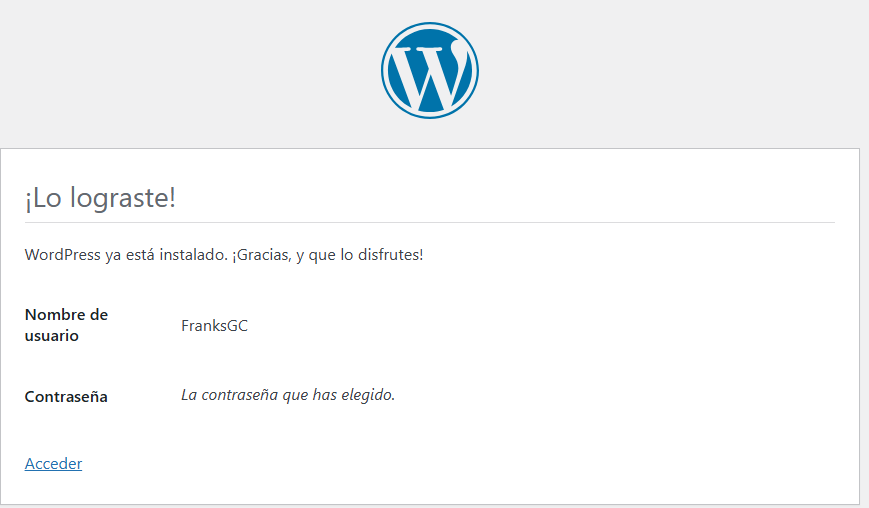 ¡Lo lograste!
WordPress ya está instalado. ¡Gracias, y que lo disfrutes!
Nombre de
usuario
FranksGC
Contraseña
La contraseña que has elegido.
Acceder